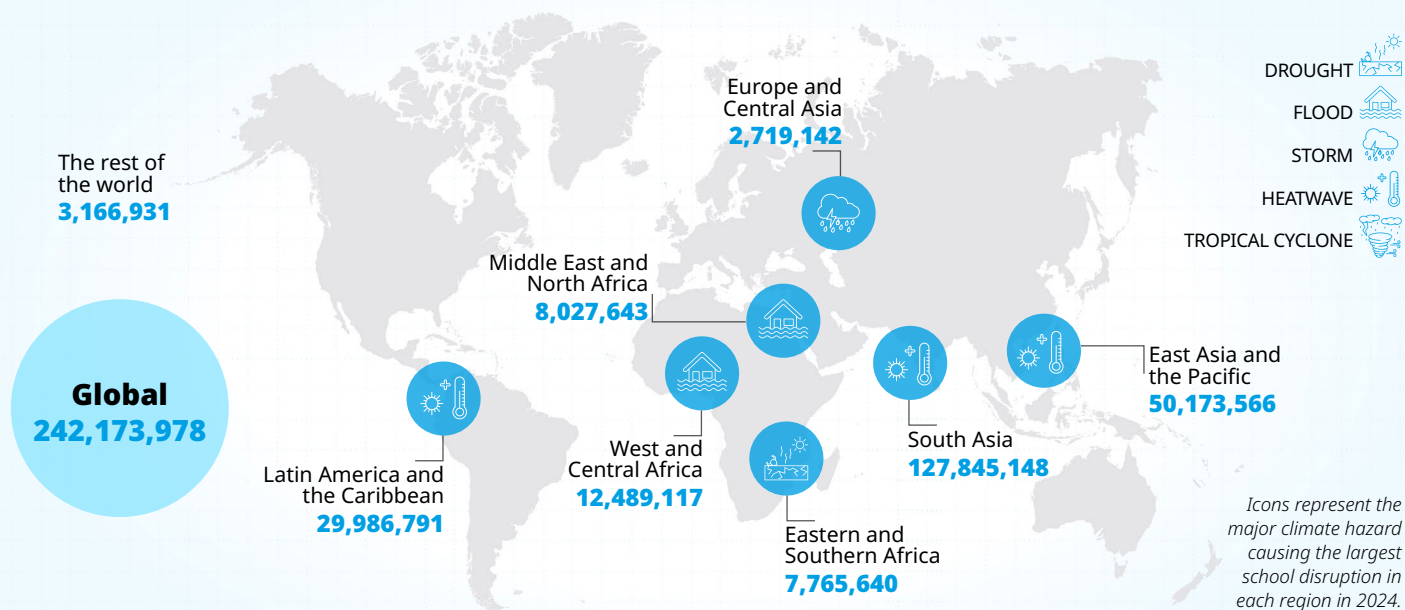 Europe and
Central Asia
2,719,142
DROUGHT
FLOOD
STORM
HEATWAVE
TROPICAL CYCLONE
The rest of
the world
3,166,931
Middle East and
North Africa
8,027,643
Global
242,173,978
Latin America and
the Caribbean
29,986,791
West and
Central Africa
12,489,117
Eastern and
Southern Africa
7,765,640
South Asia
127,845,148
East Asia and
the Pacific
50,173,566
Icons represent the
major climate hazard
causing the largest
school disruption in
each region in 2024.